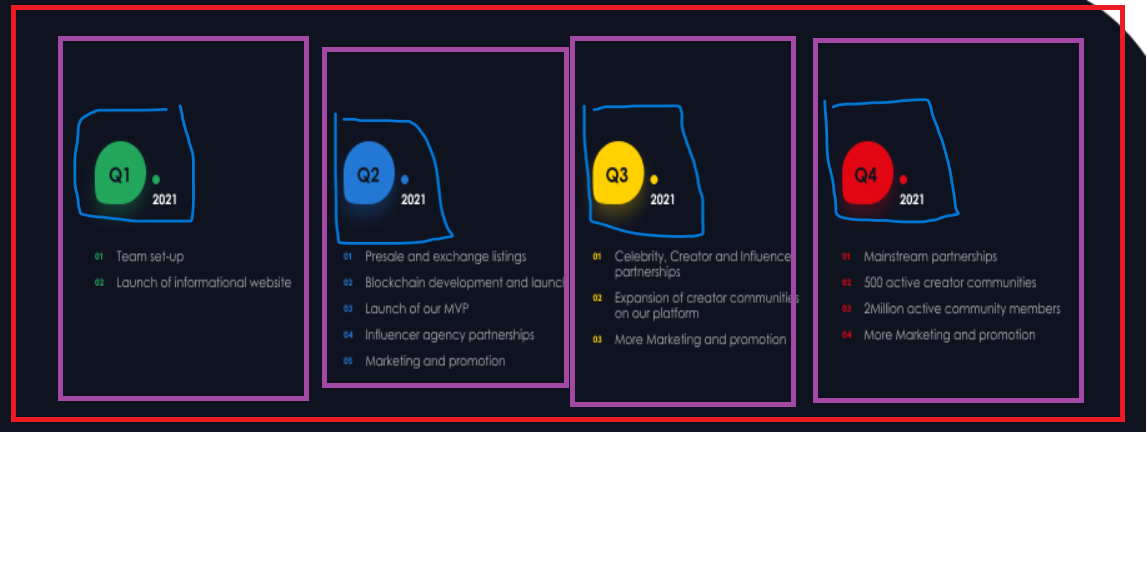 Q1
2021
01 Team set-up
02 Launch of informational website
Q2
2021
01 Presale and exchange listings
02 Blockchain development and launch
03 Launch of our MVP
04 Influencer agency partnerships
05 Marketing and promotion
Q3
2021
01 Celebrity, Creator and Influence
partnerships
02 Expansion of creator communities
on our platform
03 More Marketing and promotion
Q4
2021
01 Mainstream partnerships
02 500 active creator communities
03 2Million active community members
04 More Marketing and promotion